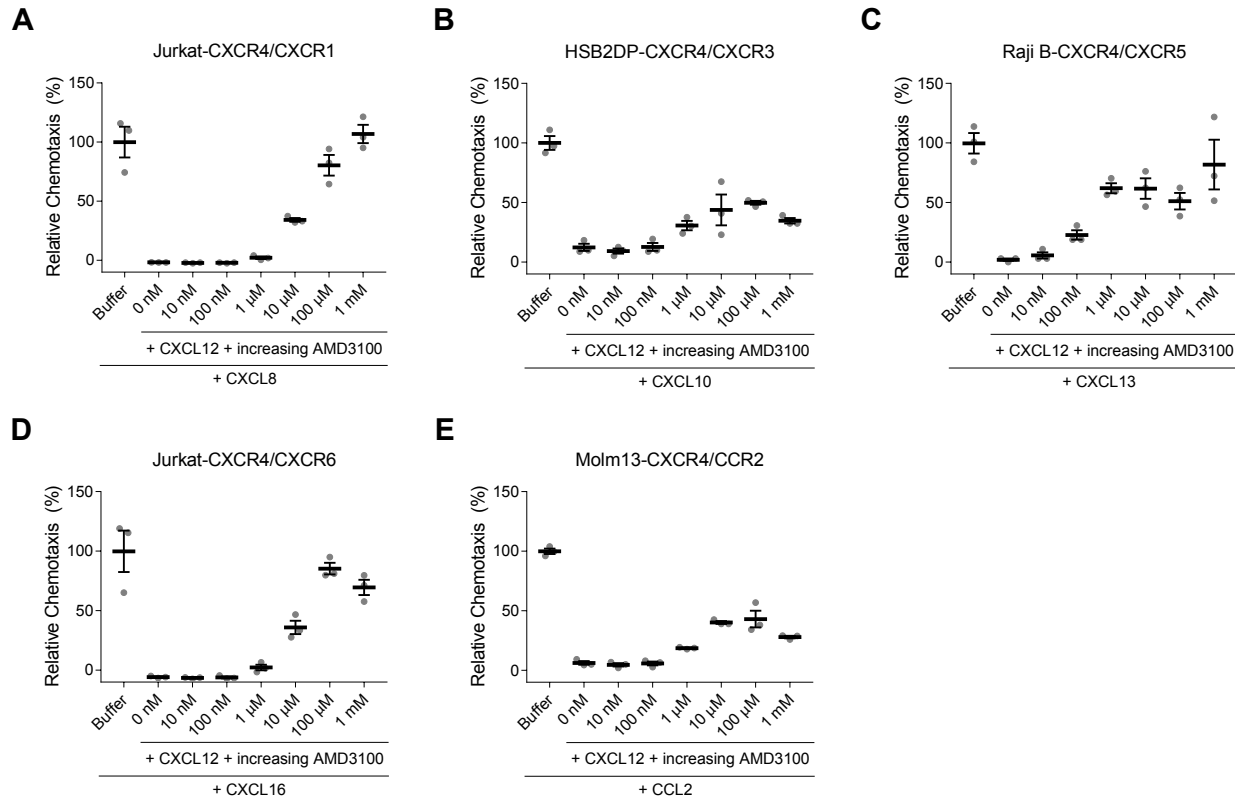 A
Jurkat-CXCR4/CXCR1
Relative Chemotaxis (%)
150
100
50
0
Buffer
0 nM
10 nM
100 nM
1 µM
10 µM
100 µM
1 mM
+ CXCL12 + increasing AMD3100
+ CXCL8
B
HSB2DP-CXCR4/CXCR3
Relative Chemotaxis (%)
150
100
50
0
Buffer
0 nM
10 nM
100 nM
1 µM
10 µM
100 µM
1 mM
+ CXCL12 + increasing AMD3100
+ CXCL10
C
Raji B-CXCR4/CXCR5
Relative Chemotaxis (%)
150
100
50
0
Buffer
0 nM
10 nM
100 nM
1 µM
10 µM
100 µM
1 mM
+ CXCL12 + increasing AMD3100
+ CXCL13
D
Jurkat-CXCR4/CXCR6
Relative Chemotaxis (%)
150
100
50
0
Buffer
0 nM
10 nM
100 nM
1 µM
10 µM
100 µM
1 mM
+ CXCL12 + increasing AMD3100
+ CXCL16
E
Molm13-CXCR4/CCR2
Relative Chemotaxis (%)
150
100
50
0
Buffer
0 nM
10 nM
100 nM
1 µM
10 µM
100 µM
1 mM
+ CXCL12 + increasing AMD3100
+ CCL2